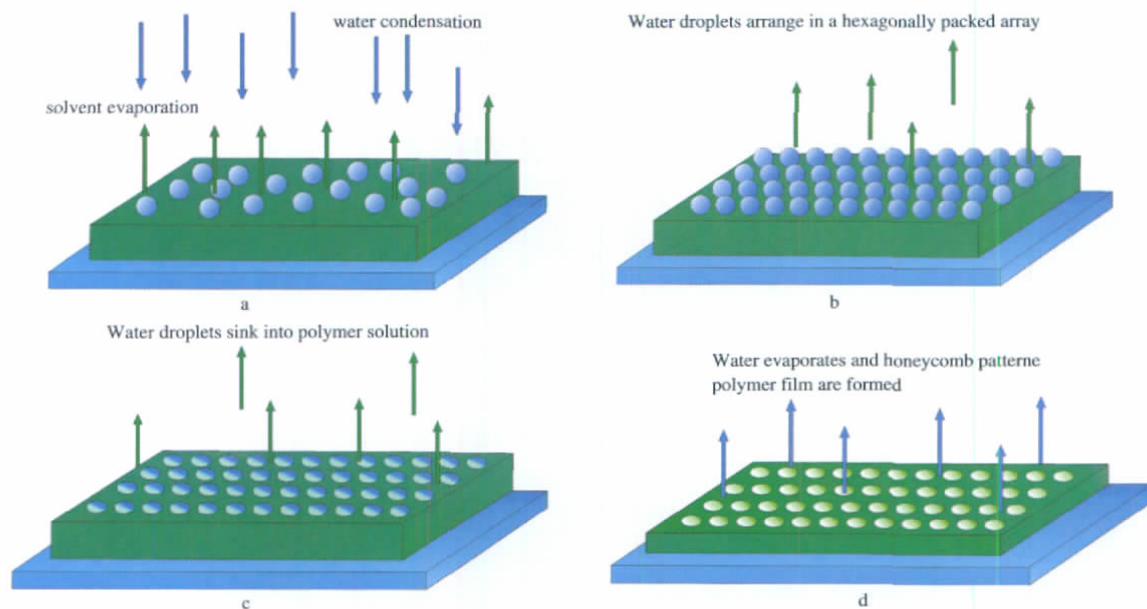 water condensation
solvent evaporation
a
Water droplets arrange in a hexagonally packed array
b
Water droplets sink into polymer solution
c
Water evaporates and honeycomb patterne
polymer film are formed
d